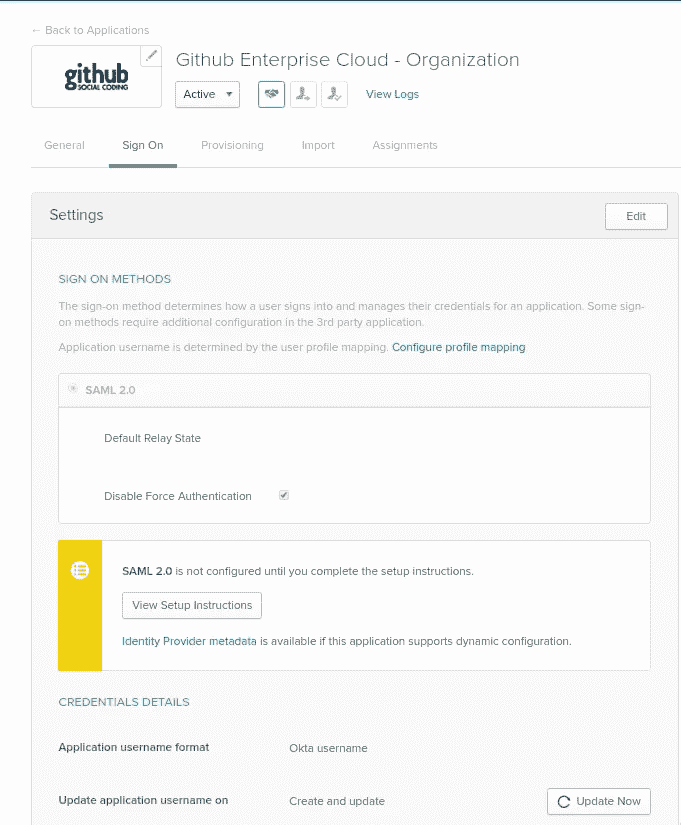 ← Back to Applications
github
SOCIAL CODING
Github Enterprise Cloud - Organization
Active
View Logs
General
Sign On
Provisioning
Import
Assignments
Settings
Edit
SIGN ON METHODS
The sign-on method determines how a user signs into and manages their credentials for an application. Some sign-
on methods require additional configuration in the 3rd party application.
Application username is determined by the user profile mapping. Configure profile mapping
SAML 2.0
Default Relay State
Disable Force Authentication
SAML 2.0 is not configured until you complete the setup instructions.
View Setup Instructions
Identity Provider metadata is available if this application supports dynamic configuration.
CREDENTIALS DETAILS
Application username format
Okta username
Update application username on
Create and update
Update Now